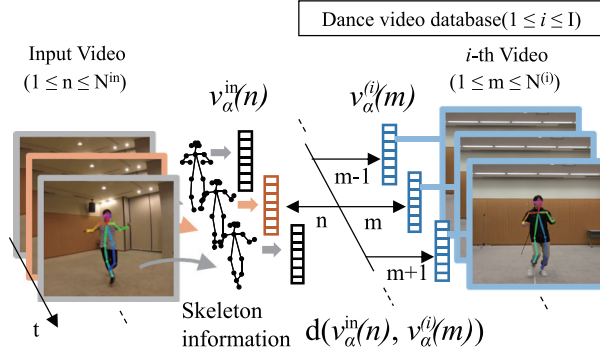 Dance video database(1 ≤ i ≤ I)
Input Video
(1 ≤ n ≤ N^in)
i-th Video
(1 ≤ m ≤ N^(i))
v_α^in(n)
v_α^(i)(m)
m-1
n
m
m+1
t
Skeleton
information
d(v_α^in(n), v_α^(i)(m))